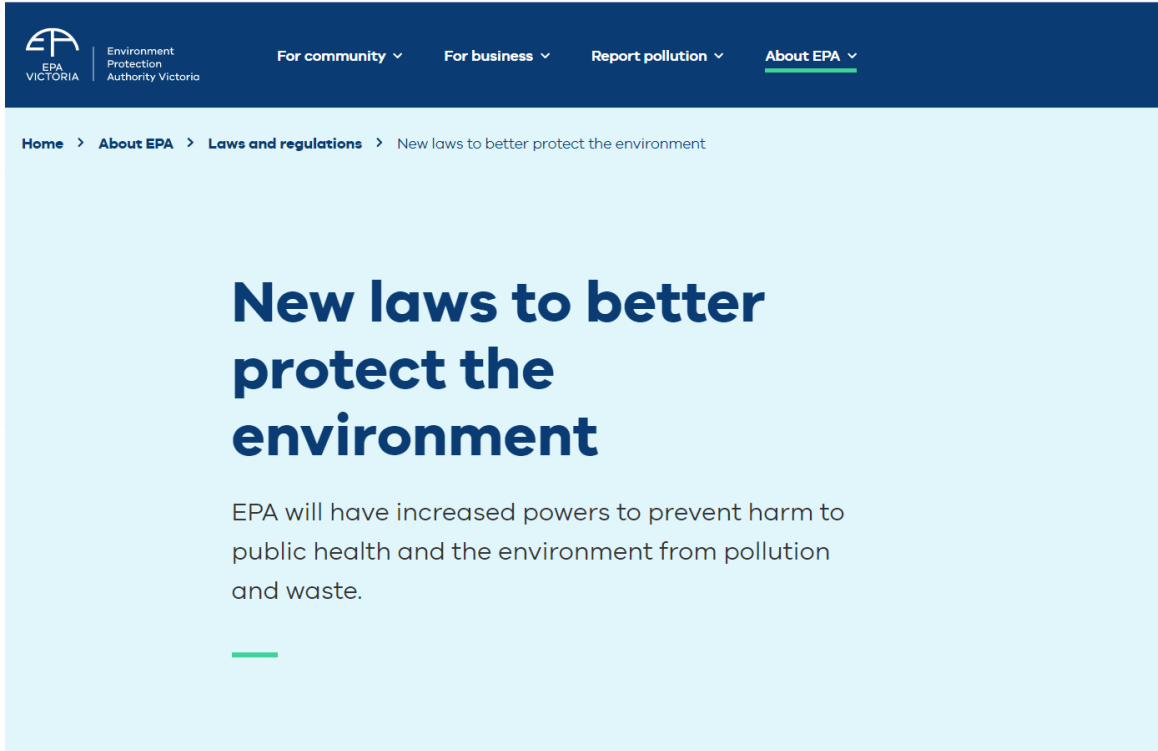 EPA
VICTORIA
Environment
Protection
Authority Victoria
For community
For business
Report pollution
About EPA
Home > About EPA > Laws and regulations > New laws to better protect the environment
New laws to better
protect the
environment
EPA will have increased powers to prevent harm to
public health and the environment from pollution
and waste.